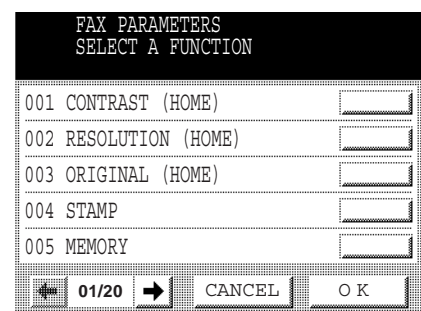 FAX PARAMETERS
SELECT A FUNCTION
001 CONTRAST (HOME)
002 RESOLUTION (HOME)
003 ORIGINAL (HOME)
004 STAMP
005 MEMORY
01/20 CANCEL O K